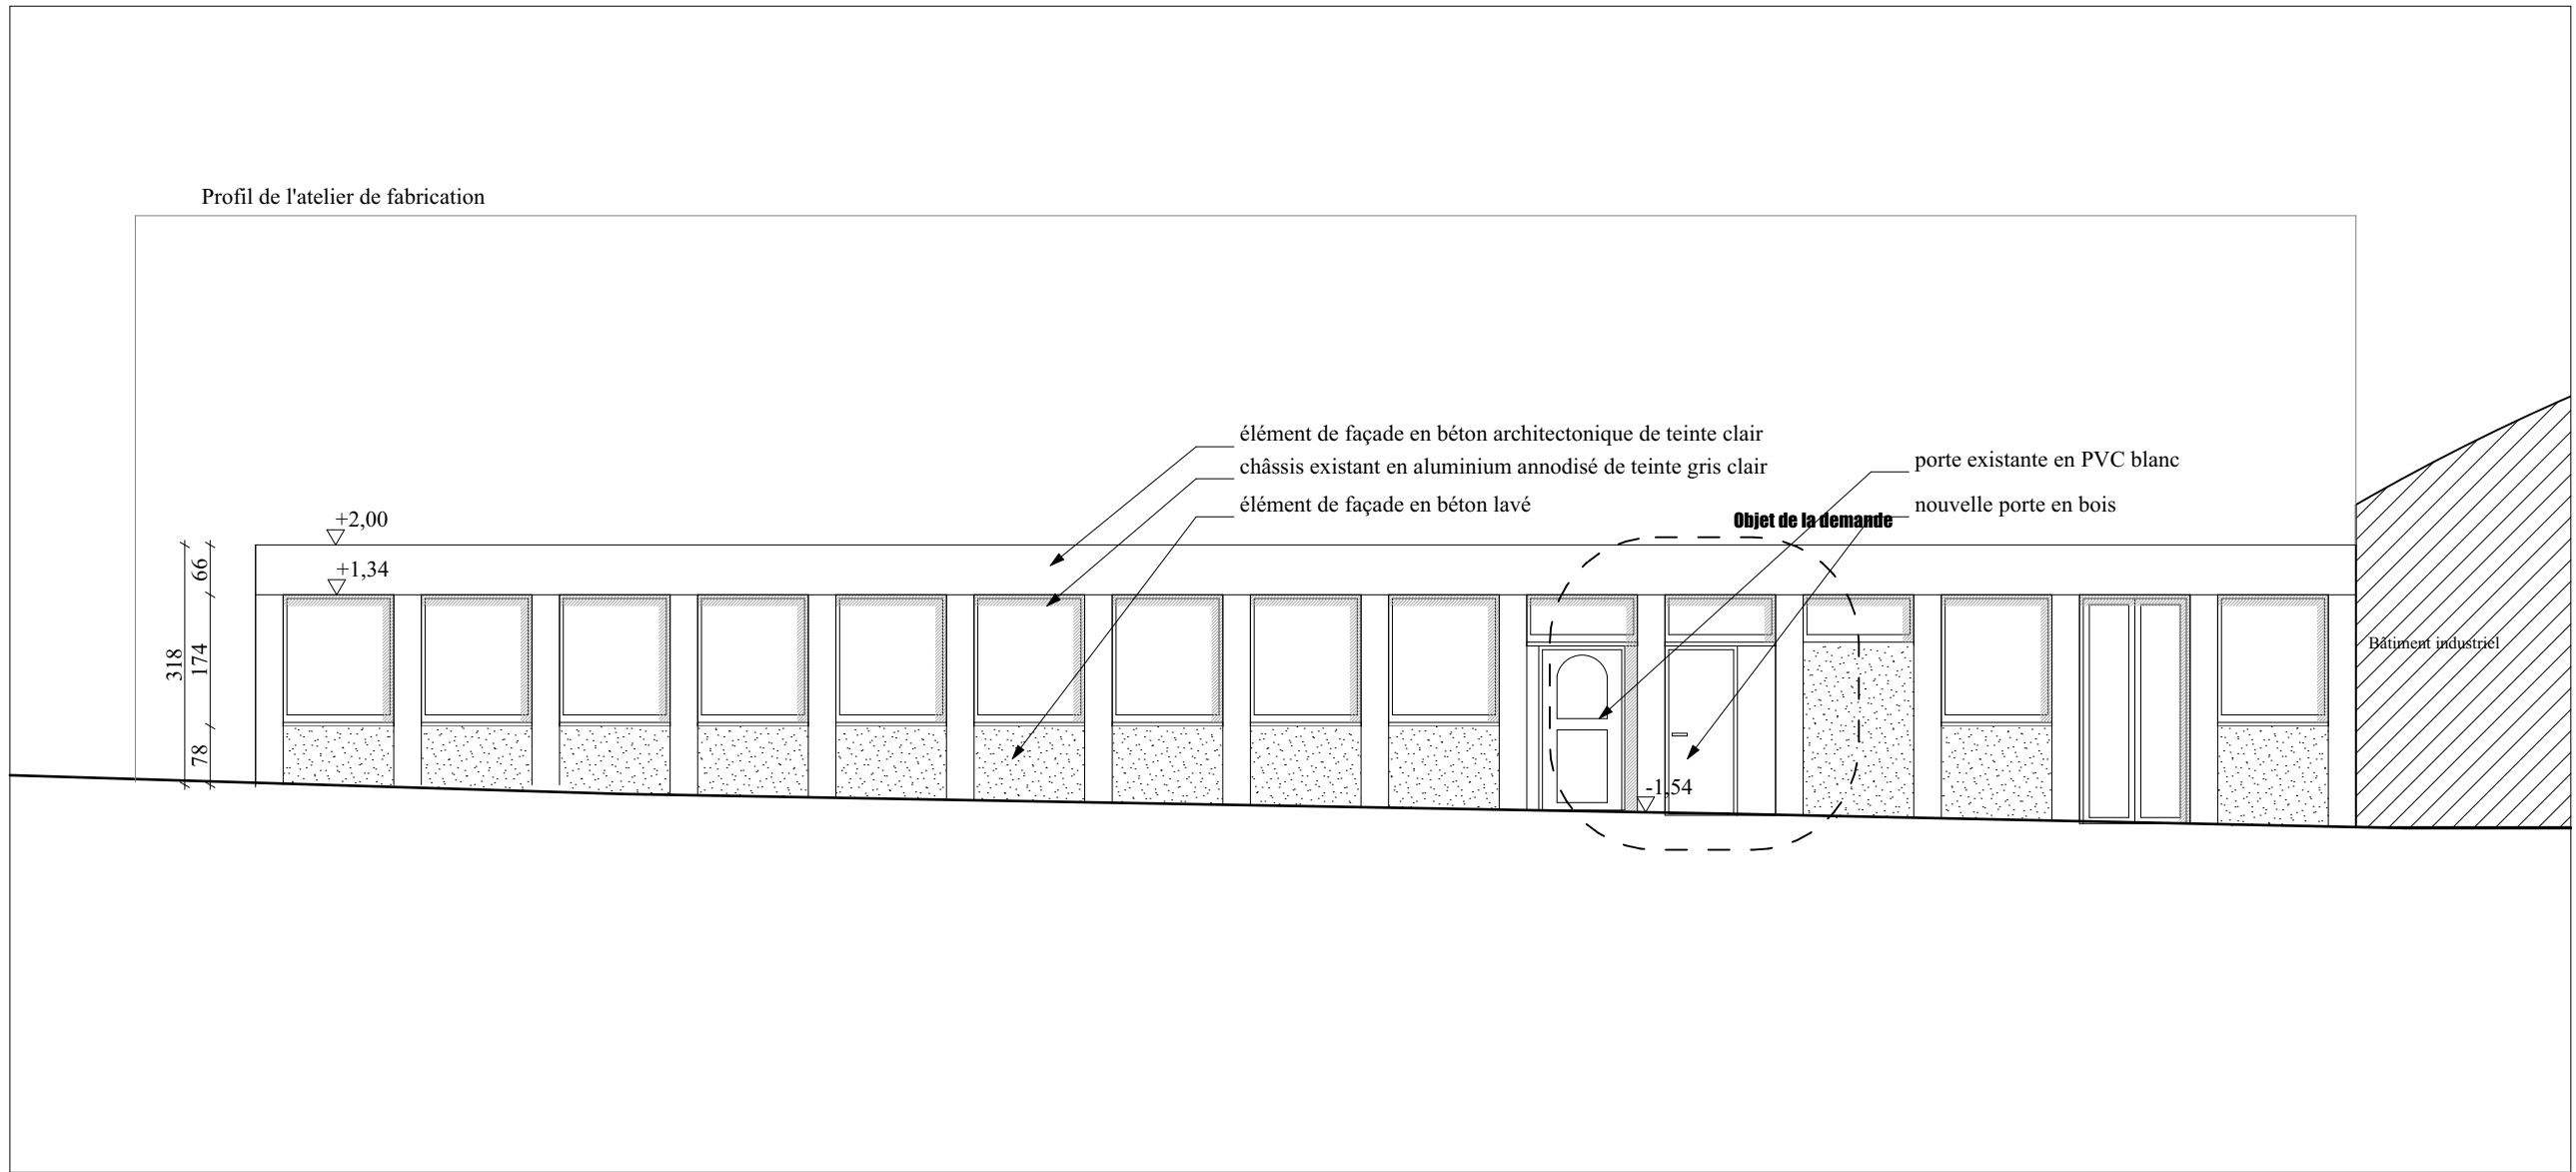 Profil de l'atelier de fabrication
élément de façade en béton architectonique de teinte clair
châssis existant en aluminium annodisé de teinte gris clair
élément de façade en béton lavé
porte existante en PVC blanc
nouvelle porte en bois
Objet de la demande
+2,00
+1,34
66
174
318
78
-1,54
Bâtiment industriel